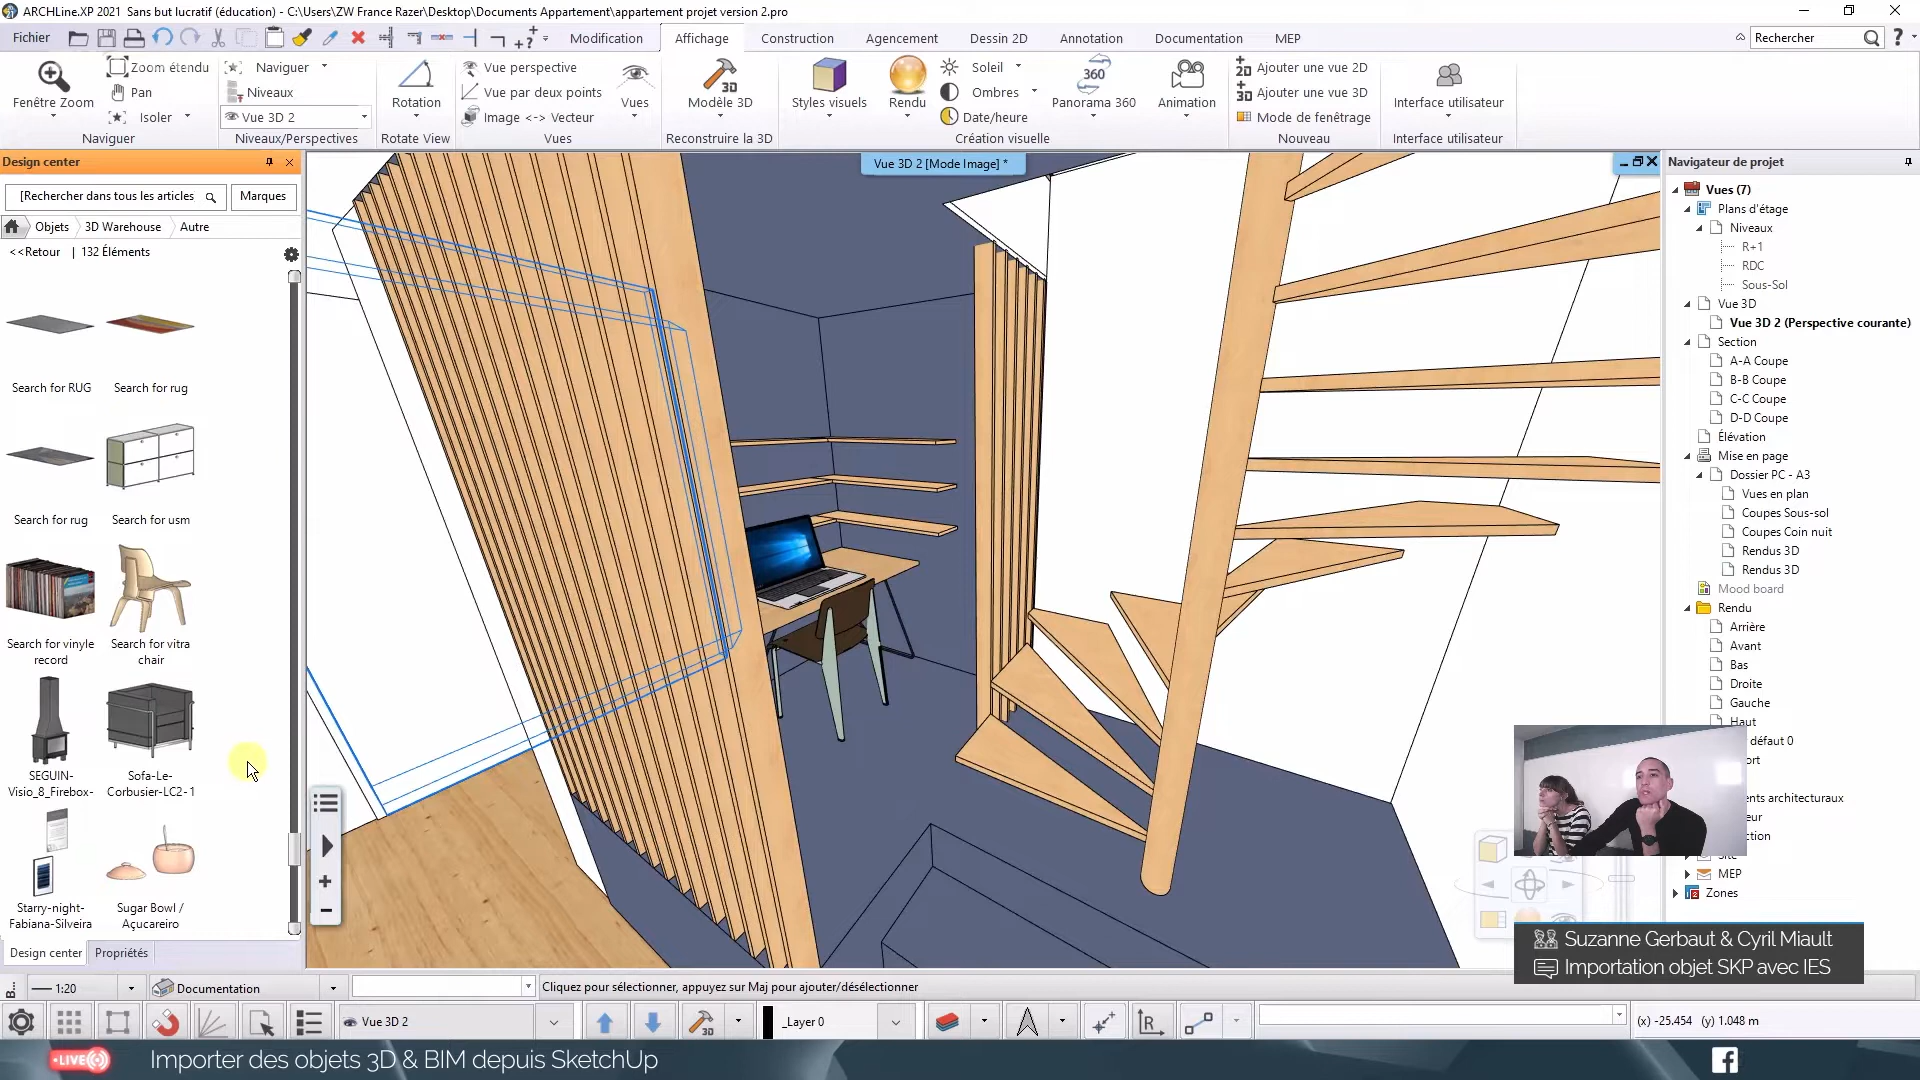 ARCHLine.XP 2021 Sans but lucratif (éducation) - C:\Users\ZW France Razer\Desktop\Documents Appartement\appartement projet version 2.pro
Fichier
Modification
Affichage
Construction
Agencement
Dessin 2D
Annotation
Documentation
MEP
Rechercher
Fenêtre Zoom
Zoom étendu
Pan
Isoler
Naviguer
Naviguer
Niveaux
Vue 3D 2
Niveaux/Perspectives
Rotation
Rotate View
Vue perspective
Vue par deux points
Image <-> Vecteur
Vues
Vues
Modèle 3D
Reconstruire la 3D
Styles visuels
Rendu
Soleil
Ombres
Date/heure
360
Panorama 360
Animation
Création visuelle
Ajouter une vue 2D
Ajouter une vue 3D
Mode de fenêtrage
Nouveau
Interface utilisateur
Interface utilisateur
Design center
[Rechercher dans tous les articles
Marques
Objets
3D Warehouse
Autre
<<Retour | 132 Éléments
Search for RUG
Search for rug
Search for rug
Search for usm
Search for vinyle record
Search for vitra chair
SEGUIN-Visio_8_Firebox-
Sofa-Le-Corbusier-LC2-1
Starry-night-Fabiana-Silveira
Sugar Bowl / Açucareiro
Design center
Propriétés
Vue 3D 2 [Mode Image] *
Navigateur de projet
Vues (7)
Plans d'étage
Niveaux
R+1
RDC
Sous-Sol
Vue 3D
Vue 3D 2 (Perspective courante)
Section
A-A Coupe
B-B Coupe
C-C Coupe
D-D Coupe
Élévation
Mise en page
Dossier PC - A3
Vues en plan
Coupes Sous-sol
Coupes Coin nuit
Rendus 3D
Rendus 3D
Mood board
Rendu
Arrière
Avant
Bas
Droite
Gauche
Haut
défaut 0
MEP
Zones
Suzanne Gerbaut & Cyril Miault
Importation objet SKP avec IES
1:20
Documentation
Cliquez pour sélectionner, appuyez sur Maj pour ajouter/désélectionner
Vue 3D 2
_Layer 0
(x) -25.454 (y) 1.048 m
LIVE
Importer des objets 3D & BIM depuis SketchUp